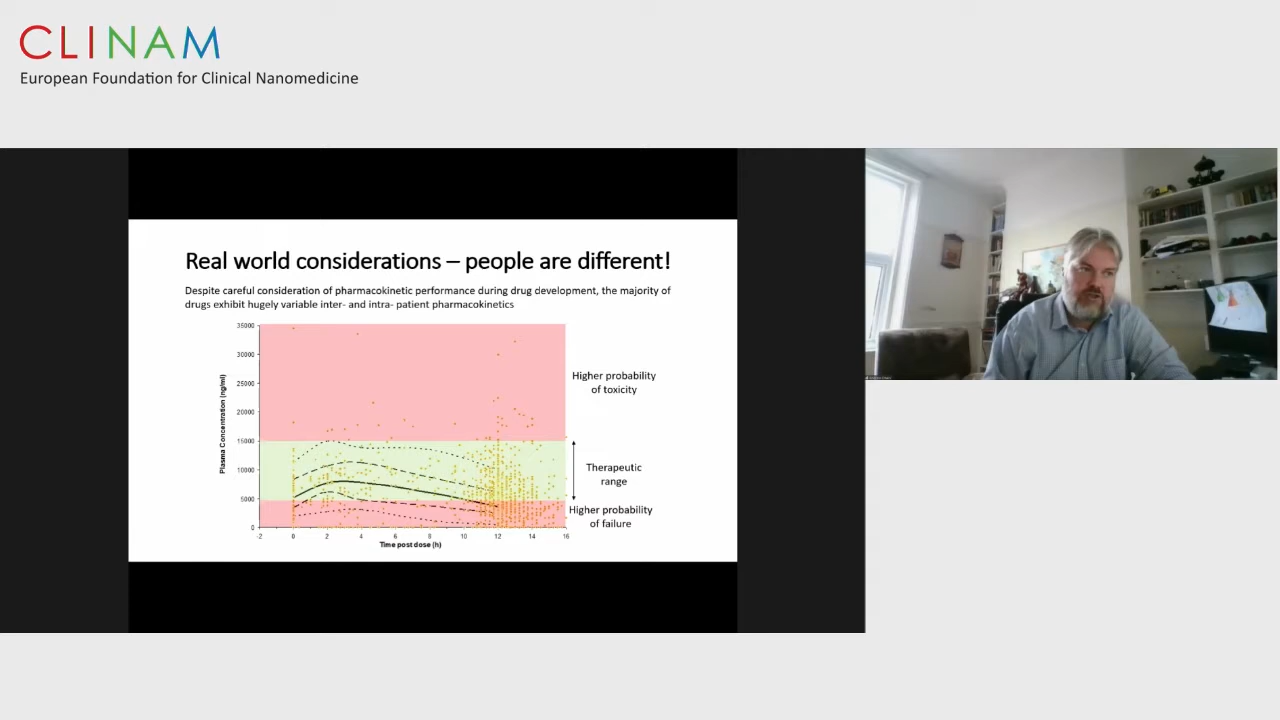 CLINAM
European Foundation for Clinical Nanomedicine
Real world considerations – people are different!
Despite careful consideration of pharmacokinetic performance during drug development, the majority of
drugs exhibit hugely variable inter- and intra- patient pharmacokinetics
35000
30000
25000
20000
15000
10000
5000
0
Plasma Concentration (ng/ml)
-2 0 2 4 6 8 10 12 14 16
Time post dose (h)
Higher probability
of toxicity
Therapeutic
range
Higher probability
of failure